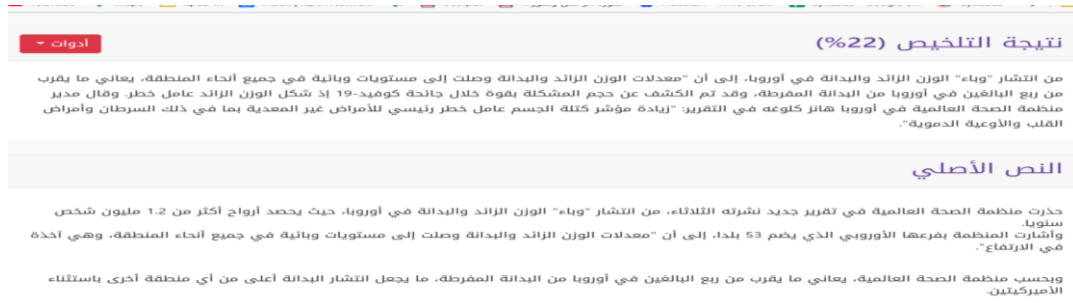 نتيجة التلخيص (22%)
أدوات
من انتشار "وباء" الوزن الزائد والبدانة في أوروبا، إلى أن "معدلات الوزن الزائد والبدانة وصلت إلى مستويات وبائية في جميع أنحاء المنطقة، يعاني ما يقرب
من ربع البالغين في أوروبا من البدانة المفرطة، وقد تم الكشف عن حجم المشكلة بقوة خلال جائحة كوفيد-19 إذ شكل الوزن الزائد عامل خطر. وقال مدير
منظمة الصحة العالمية في أوروبا هانز كلوغه في التقرير: "زيادة مؤشر كتلة الجسم عامل خطر رئيسي للأمراض غير المعدية بما في ذلك السرطان وأمراض
القلب والأوعية الدموية".
النص الأصلي
حذرت منظمة الصحة العالمية في تقرير جديد نشرته الثلاثاء، من انتشار "وباء" الوزن الزائد والبدانة في أوروبا، حيث يحصد أرواح أكثر من 1.2 مليون شخص
سنويا.
وأشارت المنظمة بفرعها الأوروبي الذي يضم 53 بلدا، إلى أن "معدلات الوزن الزائد والبدانة وصلت إلى مستويات وبائية في جميع أنحاء المنطقة، وهي آخذة
في الارتفاع".
وبحسب منظمة الصحة العالمية، يعاني ما يقرب من ربع البالغين في أوروبا من البدانة المفرطة، ما يجعل انتشار البدانة أعلى من أي منطقة أخرى باستثناء
الأميركيتين.